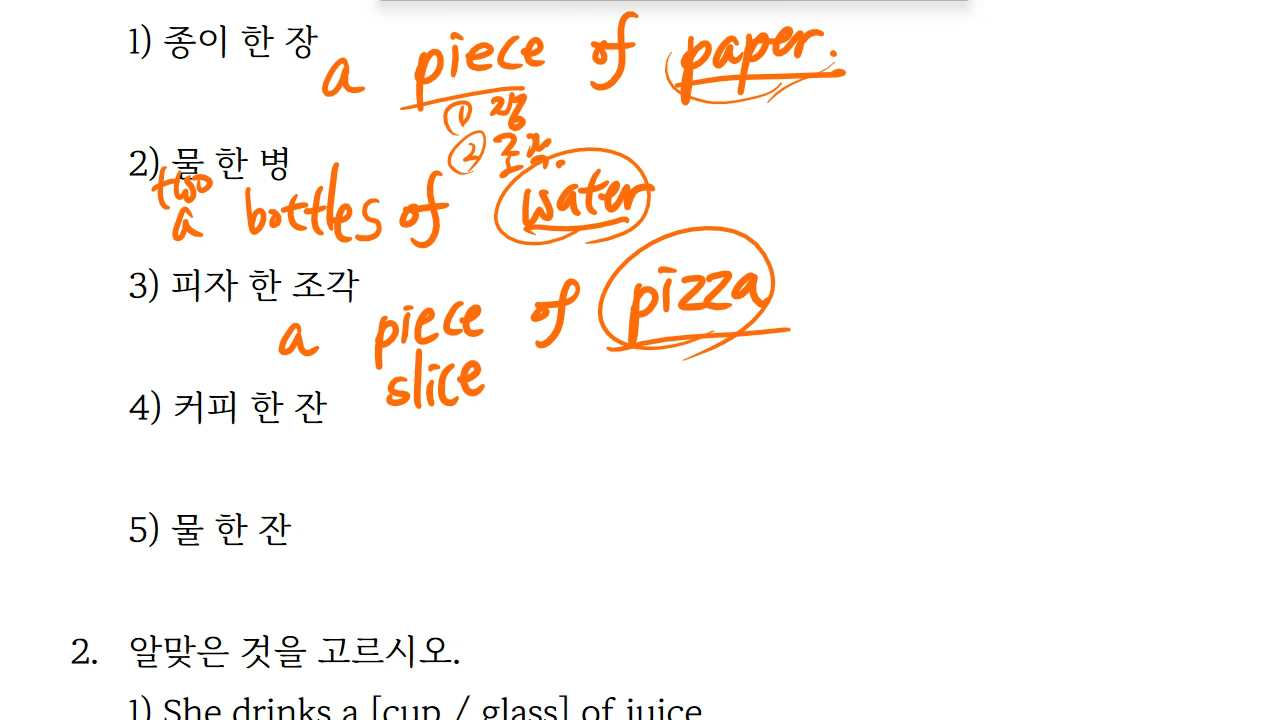 1) 종이 한 장
a piece of paper.
① 장
② 조각.
2) 물 한 병
two
a bottles of water
3) 피자 한 조각
a piece of pizza
slice
4) 커피 한 잔
5) 물 한 잔
2. 알맞은 것을 고르시오.
1) She drinks a [cup / glass] of juice